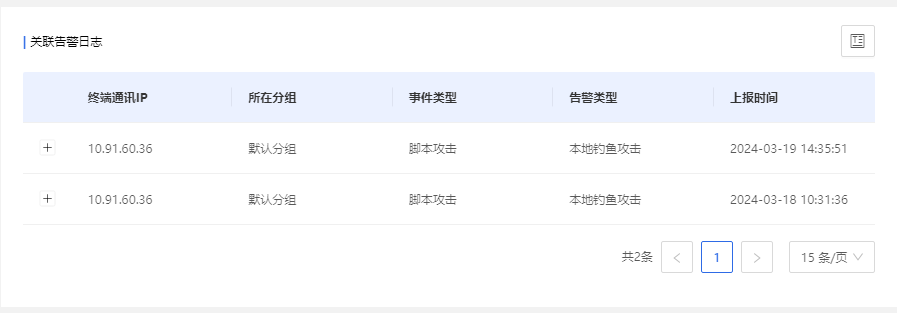 关联告警日志
终端通讯IP 所在分组 事件类型 告警类型 上报时间
10.91.60.36 默认分组 脚本攻击 本地钓鱼攻击 2024-03-19 14:35:51
10.91.60.36 默认分组 脚本攻击 本地钓鱼攻击 2024-03-18 10:31:36
共2条 1 15 条/页